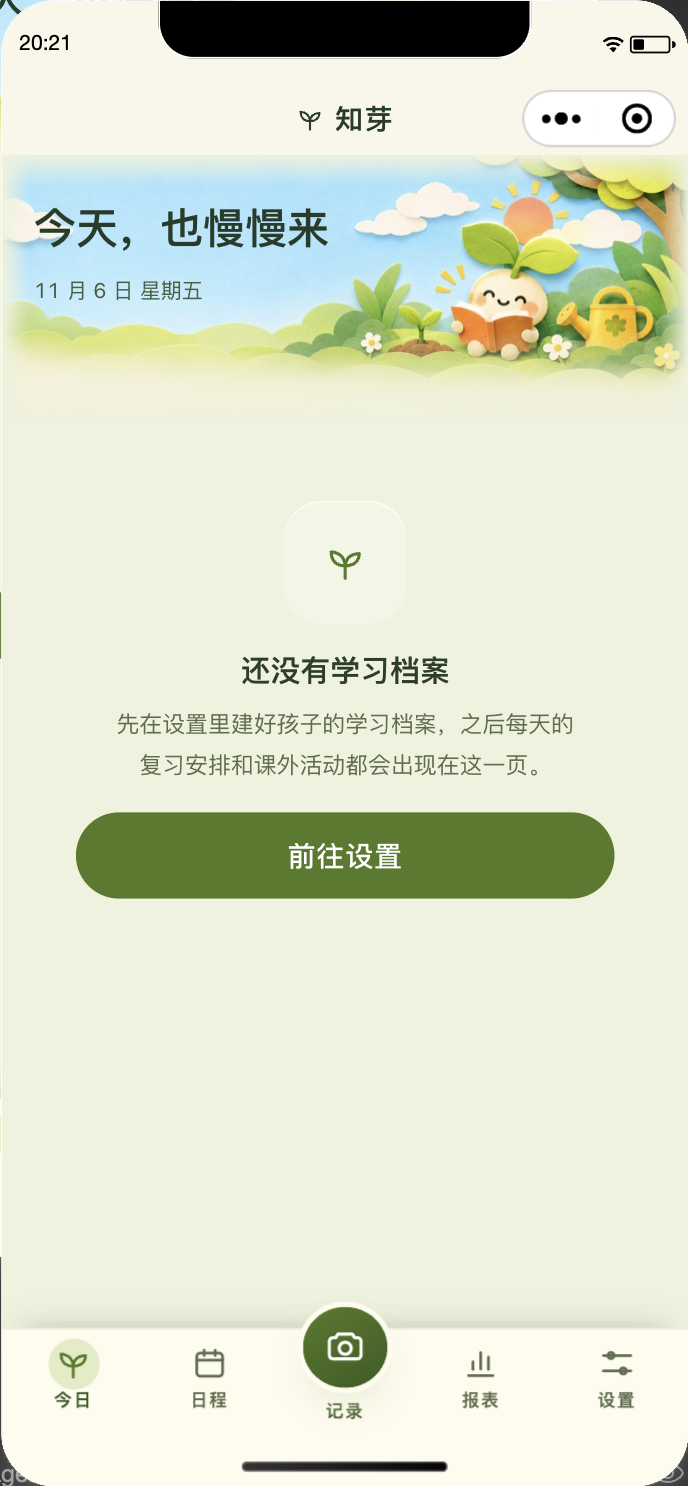 20:21
知芽
今天，也慢慢来
11 月 6 日 星期五
还没有学习档案
先在设置里建好孩子的学习档案，之后每天的
复习安排和课外活动都会出现在这一页。
前往设置
今日
日程
记录
报表
设置